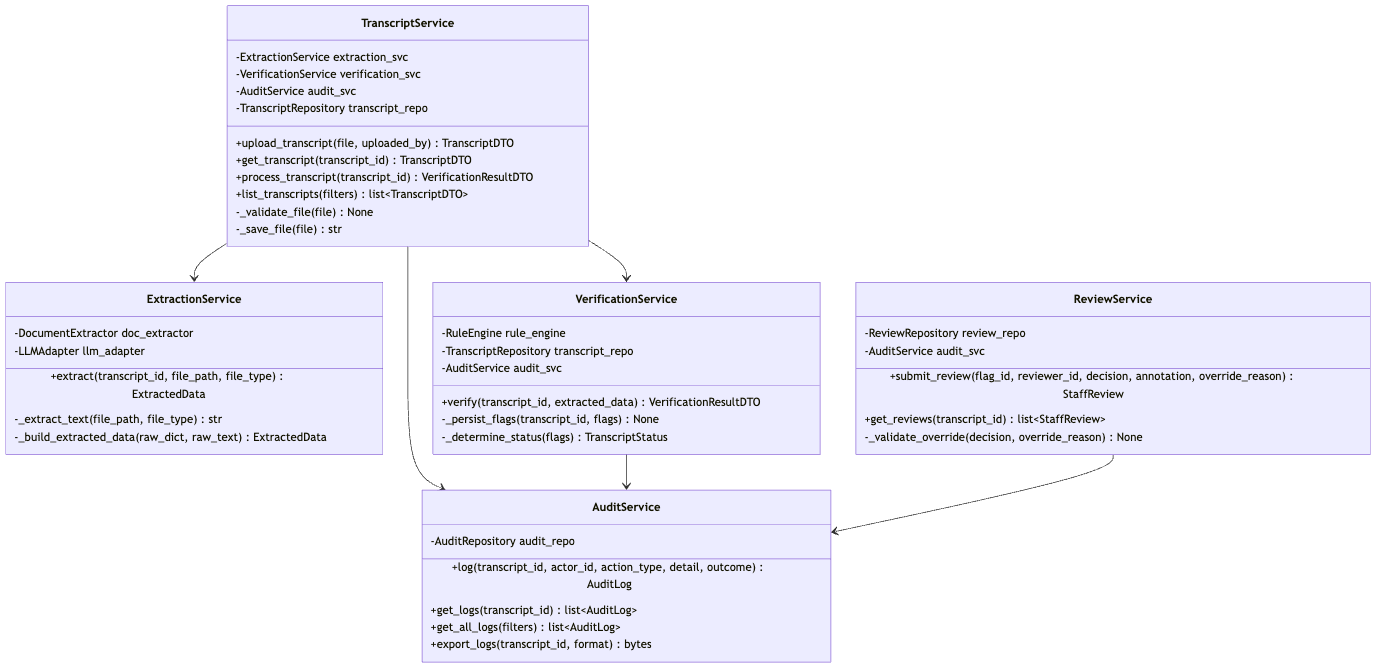 TranscriptService
-ExtractionService extraction_svc
-VerificationService verification_svc
-AuditService audit_svc
-TranscriptRepository transcript_repo
+upload_transcript(file, uploaded_by) : TranscriptDTO
+get_transcript(transcript_id) : TranscriptDTO
+process_transcript(transcript_id) : VerificationResultDTO
+list_transcripts(filters) : list<TranscriptDTO>
-_validate_file(file) : None
-_save_file(file) : str
ExtractionService
-DocumentExtractor doc_extractor
-LLMAdapter llm_adapter
+extract(transcript_id, file_path, file_type) :
ExtractedData
-_extract_text(file_path, file_type) : str
-_build_extracted_data(raw_dict, raw_text) : ExtractedData
VerificationService
-RuleEngine rule_engine
-TranscriptRepository transcript_repo
-AuditService audit_svc
+verify(transcript_id, extracted_data) : VerificationResultDTO
-_persist_flags(transcript_id, flags) : None
-_determine_status(flags) : TranscriptStatus
ReviewService
-ReviewRepository review_repo
-AuditService audit_svc
+submit_review(flag_id, reviewer_id, decision, annotation, override_reason) :
StaffReview
+get_reviews(transcript_id) : list<StaffReview>
-_validate_override(decision, override_reason) : None
AuditService
-AuditRepository audit_repo
+log(transcript_id, actor_id, action_type, detail, outcome) :
AuditLog
+get_logs(transcript_id) : list<AuditLog>
+get_all_logs(filters) : list<AuditLog>
+export_logs(transcript_id, format) : bytes